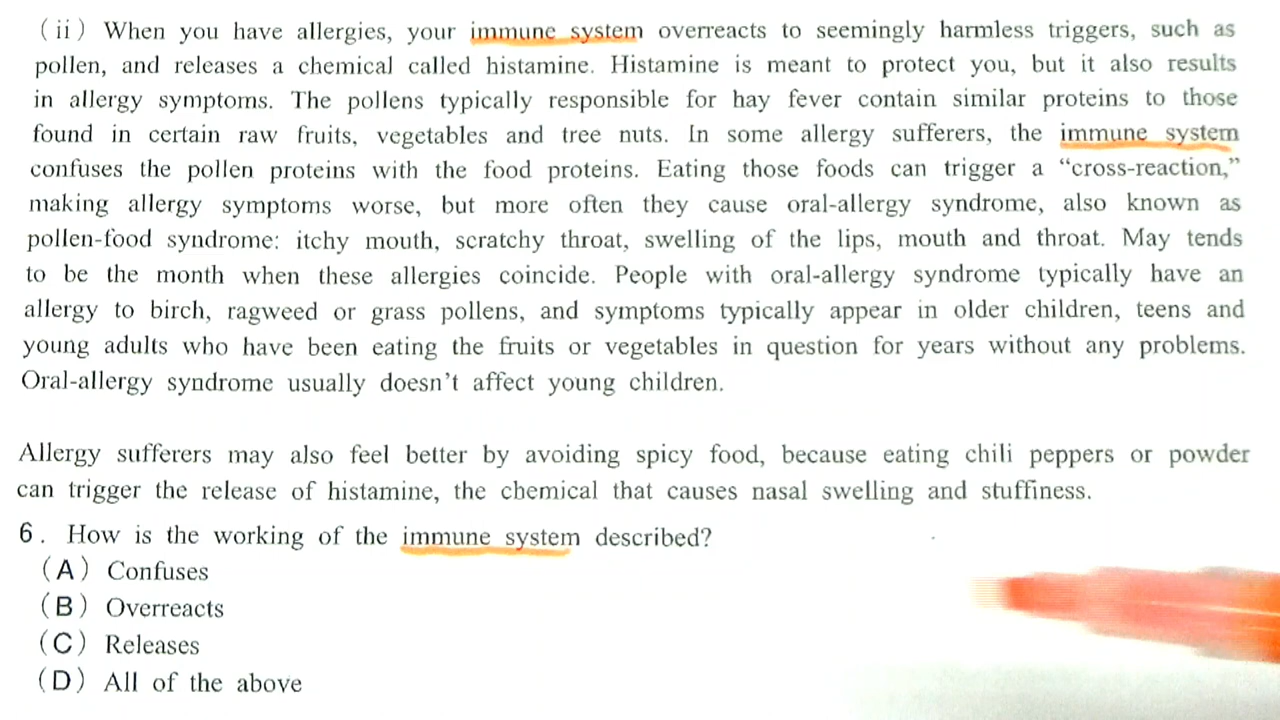 (ii) When you have allergies, your immune system overreacts to seemingly harmless triggers, such as
pollen, and releases a chemical called histamine. Histamine is meant to protect you, but it also results
in allergy symptoms. The pollens typically responsible for hay fever contain similar proteins to those
found in certain raw fruits, vegetables and tree nuts. In some allergy sufferers, the immune system
confuses the pollen proteins with the food proteins. Eating those foods can trigger a “cross-reaction,”
making allergy symptoms worse, but more often they cause oral-allergy syndrome, also known as
pollen-food syndrome: itchy mouth, scratchy throat, swelling of the lips, mouth and throat. May tends
to be the month when these allergies coincide. People with oral-allergy syndrome typically have an
allergy to birch, ragweed or grass pollens, and symptoms typically appear in older children, teens and
young adults who have been eating the fruits or vegetables in question for years without any problems.
Oral-allergy syndrome usually doesn’t affect young children.
Allergy sufferers may also feel better by avoiding spicy food, because eating chili peppers or powder
can trigger the release of histamine, the chemical that causes nasal swelling and stuffiness.
6. How is the working of the immune system described?
(A) Confuses
(B) Overreacts
(C) Releases
(D) All of the above